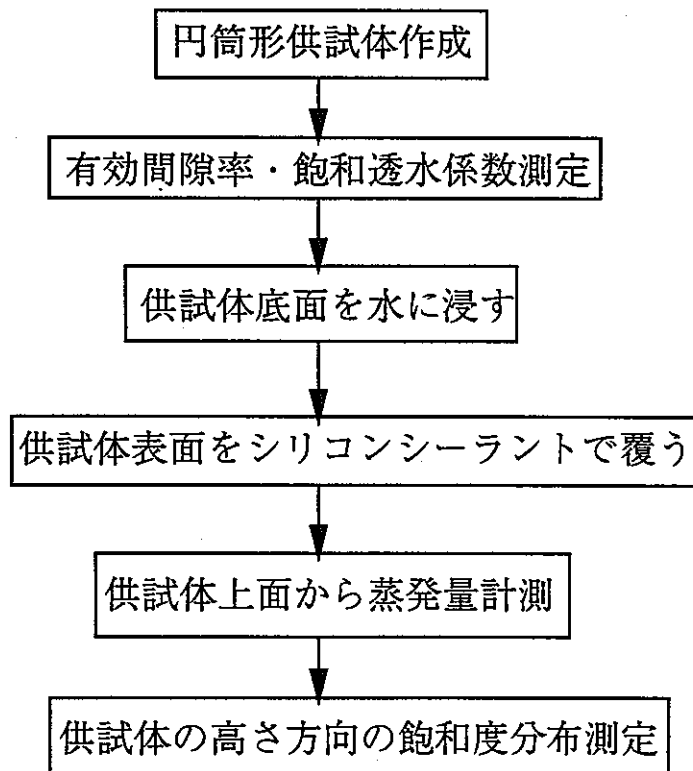 円筒形供試体作成
有効間隙率・飽和透水係数測定
供試体底面を水に浸す
供試体表面をシリコンシーラントで覆う
供試体上面から蒸発量計測
供試体の高さ方向の飽和度分布測定